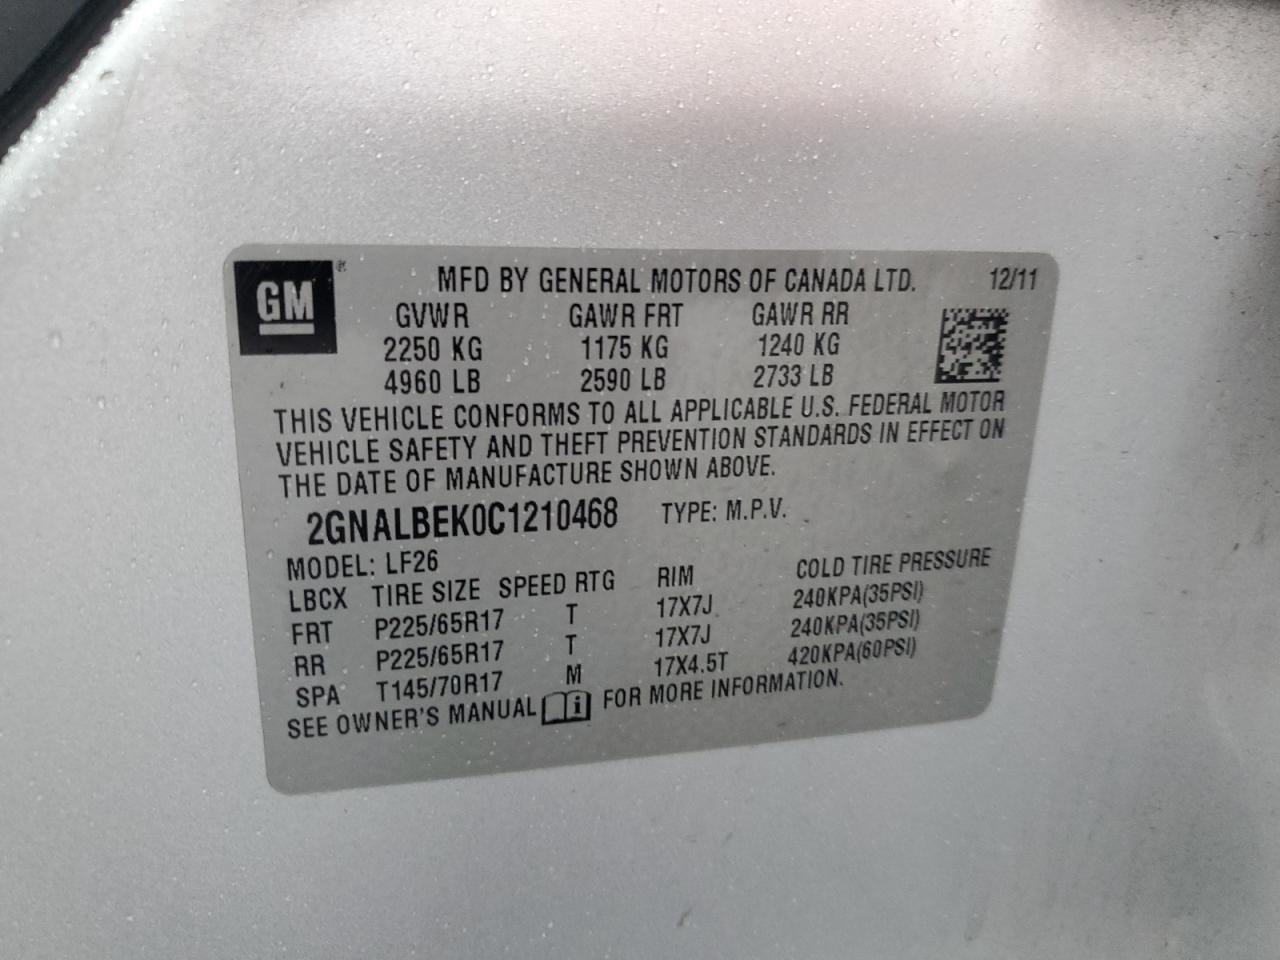 GM ®
MFD BY GENERAL MOTORS OF CANADA LTD. 12/11
GVWR GAWR FRT GAWR RR
2250 KG 1175 KG 1240 KG
4960 LB 2590 LB 2733 LB
THIS VEHICLE CONFORMS TO ALL APPLICABLE U.S. FEDERAL MOTOR
VEHICLE SAFETY AND THEFT PREVENTION STANDARDS IN EFFECT ON
THE DATE OF MANUFACTURE SHOWN ABOVE.
2GNALBEK0C1210468 TYPE: M.P.V.
MODEL: LF26
LBCX TIRE SIZE SPEED RTG RIM COLD TIRE PRESSURE
FRT P225/65R17 T 17X7J 240KPA(35PSI)
RR P225/65R17 T 17X7J 240KPA(35PSI)
SPA T145/70R17 M 17X4.5T 420KPA(60PSI)
SEE OWNER'S MANUAL i FOR MORE INFORMATION.